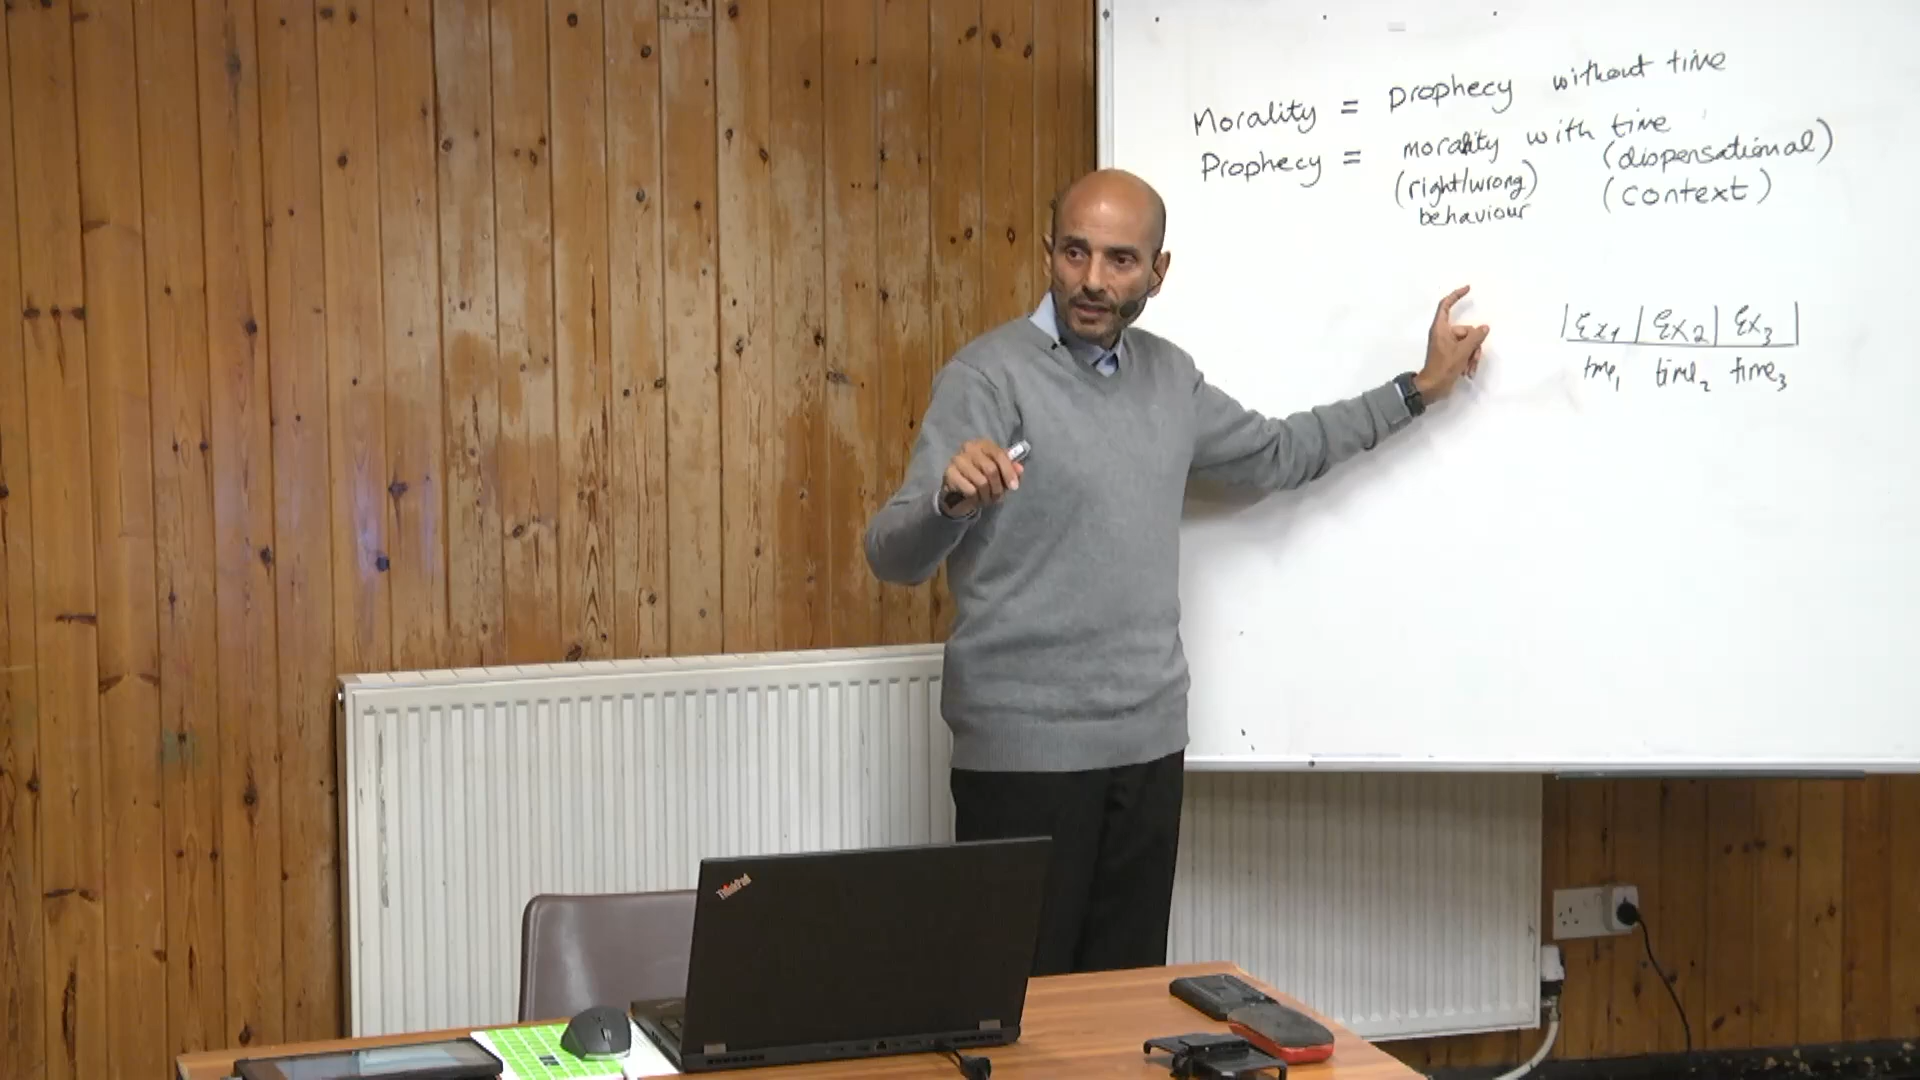 Morality = prophecy without time
Prophecy = morality with time
(right/wrong) (dispensational)
behaviour (context)
|Ex1|Ex2|Ex3|
time1 time2 time3
ThinkPad